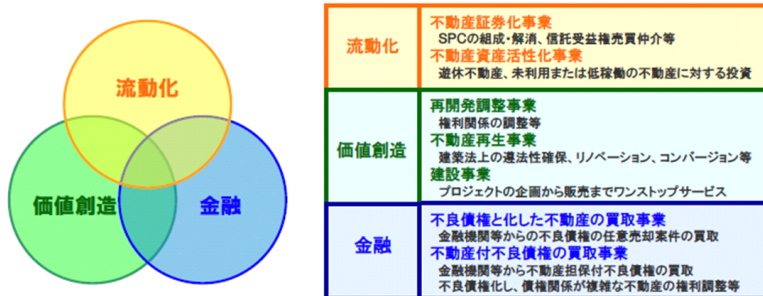 流動化
価値創造
金融
流動化
不動産証券化事業
SPCの組成・解消、信託受益権売買仲介等
不動産資産活性化事業
遊休不動産、未利用または低稼働の不動産に対する投資
価値創造
再開発調整事業
権利関係の調整等
不動産再生事業
建築法上の遵法性確保、リノベーション、コンバージョン等
建設事業
プロジェクトの企画から販売までワンストップサービス
金融
不良債権と化した不動産の買取事業
金融機関等からの不良債権の任意売却案件の買取
不動産付不良債権の買取事業
金融機関等から不動産担保付不良債権の買取
不良債権化し、債権関係が複雑な不動産の権利調整等